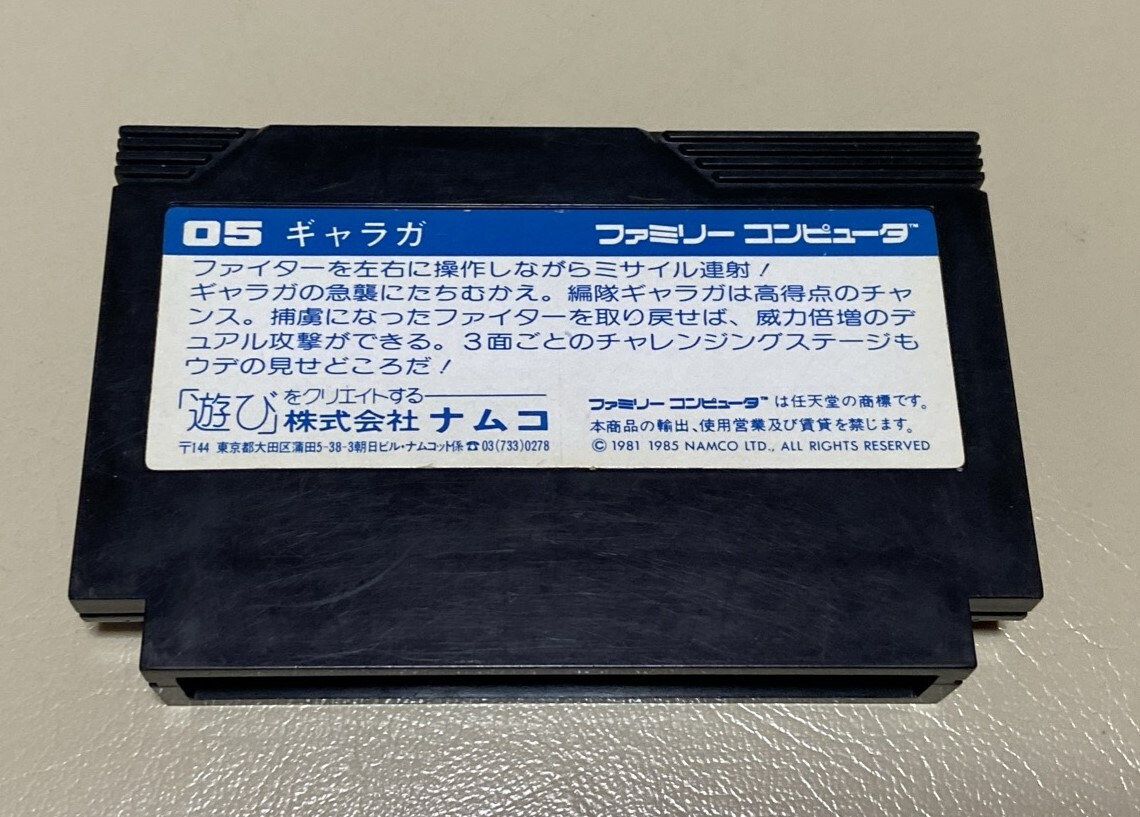 05 ギャラガ ファミリー コンピュータ™
ファイターを左右に操作しながらミサイル連射！
ギャラガの急襲にたちむかえ。編隊ギャラガは高得点のチャ
ンス。捕虜になったファイターを取り戻せば、威力倍増のデ
ュアル攻撃ができる。3面ごとのチャレンジングステージも
ウデの見せどころだ！
「遊び」をクリエイトする
株式会社 ナムコ
〒144 東京都大田区蒲田5-38-3朝日ビル・ナムコット係 ☎03(733)0278
ファミリー コンピュータ™ は任天堂の商標です。
本商品の輸出、使用営業及び賃貸を禁じます。
© 1981 1985 NAMCO LTD., ALL RIGHTS RESERVED